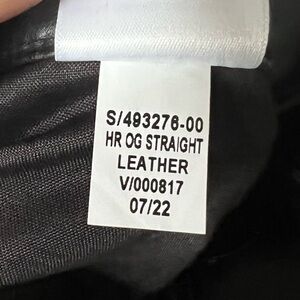 S/493276-00
HR OG STRAIGHT
LEATHER
V/000817
07/22